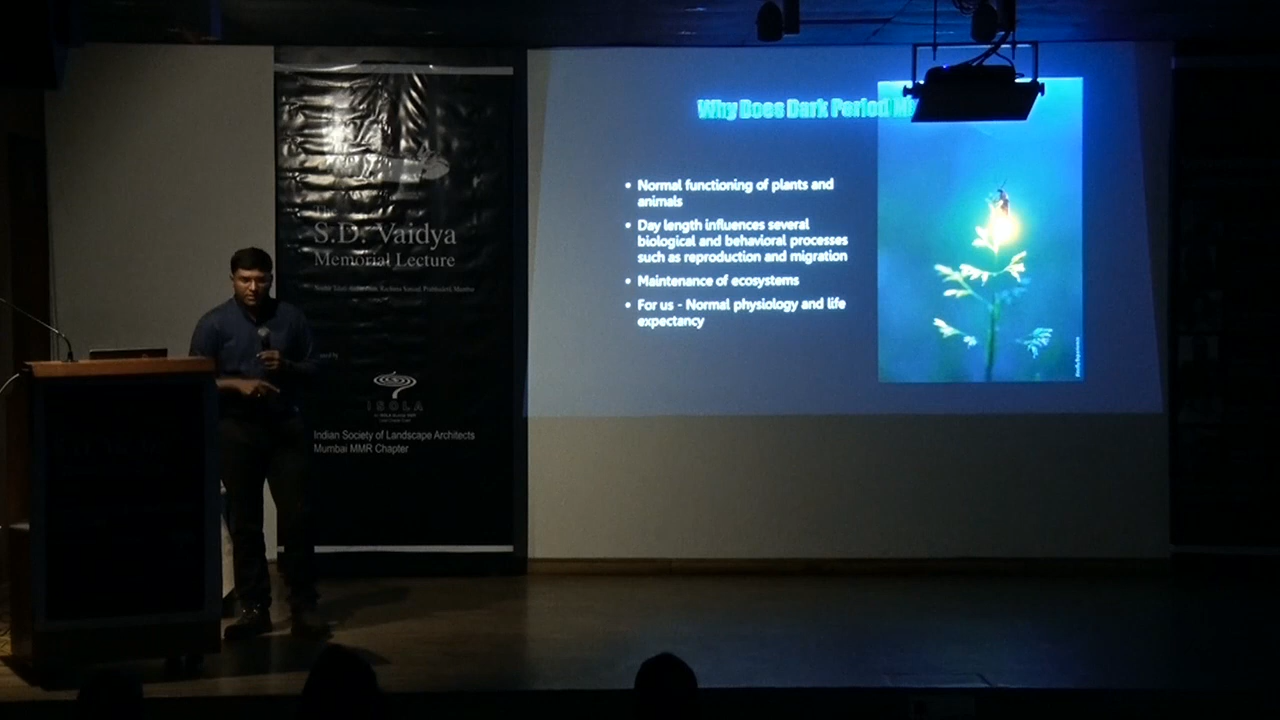 The
S.D. Vaidya
Memorial Lecture
ISOLA
Indian Society of Landscape Architects
Mumbai MMR Chapter
Why Does Dark Period
• Normal functioning of plants and
animals
• Day length influences several
biological and behavioral processes
such as reproduction and migration
• Maintenance of ecosystems
• For us - Normal physiology and life
expectancy